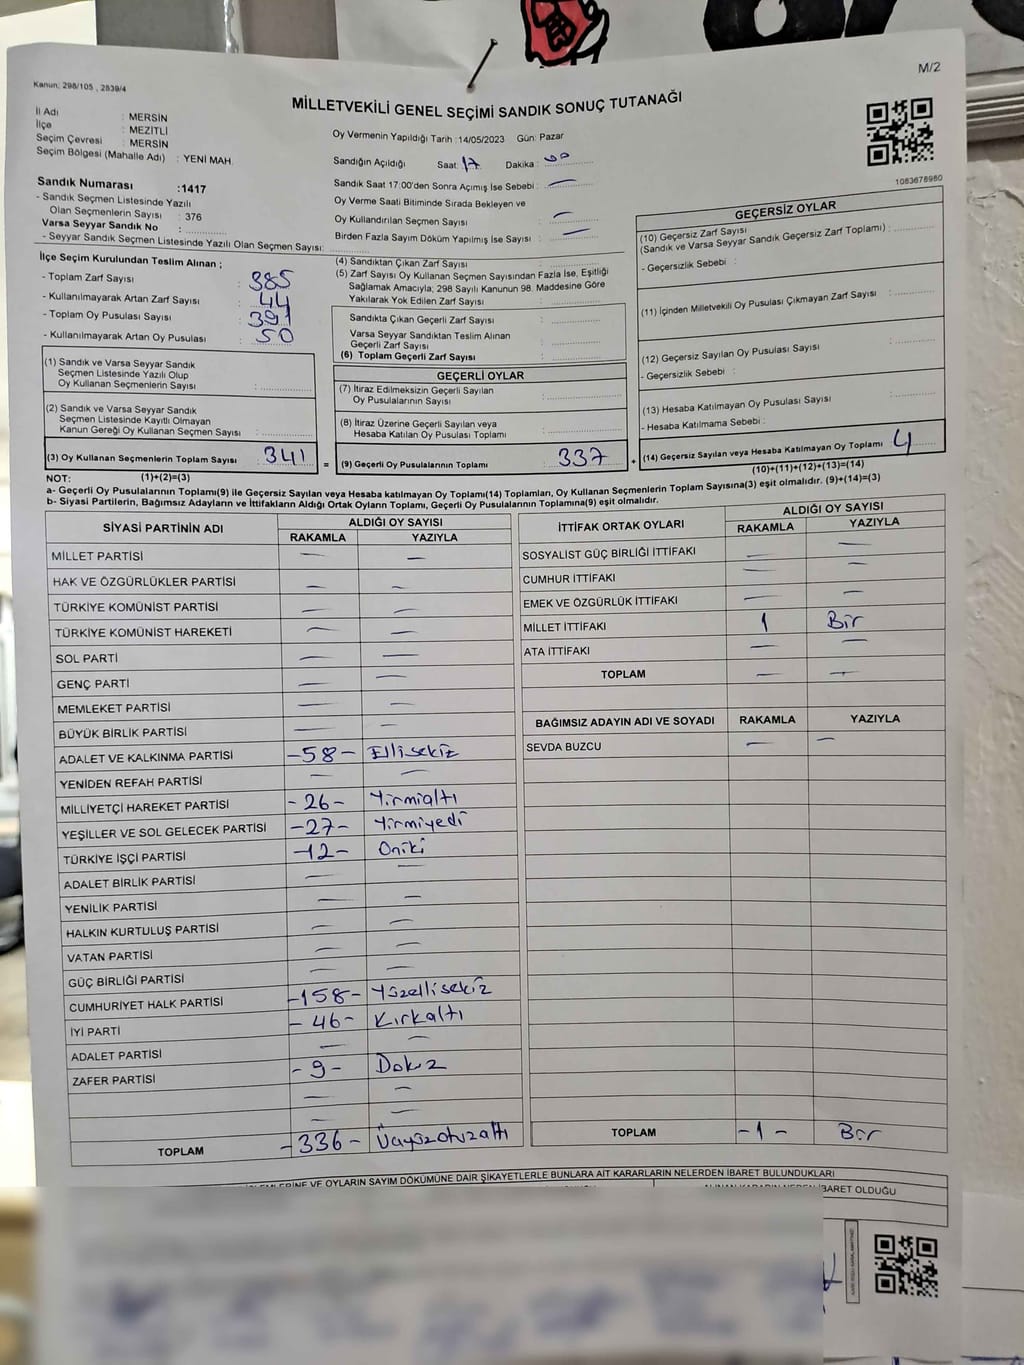 M/2
Kanun: 298/105 , 2839/4
MİLLETVEKİLİ GENEL SEÇİMİ SANDIK SONUÇ TUTANAĞI
İl Adı : MERSİN
İlçe : MEZİTLİ
Seçim Çevresi : MERSİN
Seçim Bölgesi (Mahalle Adı) : YENİ MAH.
Sandık Numarası :1417
- Sandık Seçmen Listesinde Yazılı
Olan Seçmenlerin Sayısı : 376
Varsa Seyyar Sandık No :
- Seyyar Sandık Seçmen Listesinde Yazılı Olan Seçmen Sayısı:
Oy Vermenin Yapıldığı Tarih :14/05/2023 Gün: Pazar
Sandığın Açıldığı Saat: 17 Dakika : 00
Sandık Saat 17:00'den Sonra Açımış İse Sebebi : —
Oy Verme Saati Bitiminde Sırada Bekleyen ve
Oy Kullandırılan Seçmen Sayısı : —
Birden Fazla Sayım Döküm Yapılmış İse Sayısı : —
1083678980
İlçe Seçim Kurulundan Teslim Alınan ;
- Toplam Zarf Sayısı : 385
- Kullanılmayarak Artan Zarf Sayısı : 44
- Toplam Oy Pusulası Sayısı : 391
- Kullanılmayarak Artan Oy Pusulası : 50
(1) Sandık ve Varsa Seyyar Sandık
Seçmen Listesinde Yazılı Olup
Oy Kullanan Seçmenlerin Sayısı :
(2) Sandık ve Varsa Seyyar Sandık
Seçmen Listesinde Kayıtlı Olmayan
Kanun Gereği Oy Kullanan Seçmen Sayısı :
(3) Oy Kullanan Seçmenlerin Toplam Sayısı : 341
(1)+(2)=(3)
(4) Sandıktan Çıkan Zarf Sayısı :
(5) Zarf Sayısı Oy Kullanan Seçmen Sayısından Fazla İse, Eşitliği
Sağlamak Amacıyla; 298 Sayılı Kanunun 98. Maddesine Göre
Yakılarak Yok Edilen Zarf Sayısı :
Sandıkta Çıkan Geçerli Zarf Sayısı :
Varsa Seyyar Sandıktan Teslim Alınan
Geçerli Zarf Sayısı :
(6) Toplam Geçerli Zarf Sayısı :
GEÇERLİ OYLAR
(7) İtiraz Edilmeksizin Geçerli Sayılan
Oy Pusulalarının Sayısı :
(8) İtiraz Üzerine Geçerli Sayılan veya
Hesaba Katılan Oy Pusulası Toplamı :
= (9) Geçerli Oy Pusulalarının Toplamı : 337 +
GEÇERSİZ OYLAR
(10) Geçersiz Zarf Sayısı
(Sandık ve Varsa Seyyar Sandık Geçersiz Zarf Toplamı) :
- Geçersizlik Sebebi :
(11) İçinden Milletvekili Oy Pusulası Çıkmayan Zarf Sayısı :
(12) Geçersiz Sayılan Oy Pusulası Sayısı :
- Geçersizlik Sebebi :
(13) Hesaba Katılmayan Oy Pusulası Sayısı :
- Hesaba Katılmama Sebebi :
(14) Geçersiz Sayılan veya Hesaba Katılmayan Oy Toplamı : 4
(10)+(11)+(12)+(13)=(14)
NOT:
a- Geçerli Oy Pusulalarının Toplamı(9) ile Geçersiz Sayılan veya Hesaba katılmayan Oy Toplamı(14) Toplamları, Oy Kullanan Seçmenlerin Toplam Sayısına(3) eşit olmalıdır. (9)+(14)=(3)
b- Siyasi Partilerin, Bağımsız Adayların ve İttifakların Aldığı Ortak Oyların Toplamı, Geçerli Oy Pusulalarının Toplamına(9) eşit olmalıdır.
SİYASİ PARTİNİN ADI ALDIĞI OY SAYISI
RAKAMLA YAZIYLA
MİLLET PARTİSİ — —
HAK VE ÖZGÜRLÜKLER PARTİSİ — —
TÜRKİYE KOMÜNİST PARTİSİ — —
TÜRKİYE KOMÜNİST HAREKETİ — —
SOL PARTİ — —
GENÇ PARTİ — —
MEMLEKET PARTİSİ — —
BÜYÜK BİRLİK PARTİSİ — —
ADALET VE KALKINMA PARTİSİ -58- Ellisekiz
YENİDEN REFAH PARTİSİ — —
MİLLİYETÇİ HAREKET PARTİSİ -26- Yirmialtı
YEŞİLLER VE SOL GELECEK PARTİSİ -27- Yirmiyedi
TÜRKİYE İŞÇİ PARTİSİ -12- Oniki
ADALET BİRLİK PARTİSİ — —
YENİLİK PARTİSİ — —
HALKIN KURTULUŞ PARTİSİ — —
VATAN PARTİSİ — —
GÜÇ BİRLİĞİ PARTİSİ — —
CUMHURİYET HALK PARTİSİ -158- Yüzellisekiz
İYİ PARTİ -46- Kırkaltı
ADALET PARTİSİ — —
ZAFER PARTİSİ -9- Dokuz
— —
— —
TOPLAM -336- Üçyüzotuzaltı
İTTİFAK ORTAK OYLARI ALDIĞI OY SAYISI
RAKAMLA YAZIYLA
SOSYALİST GÜÇ BİRLİĞİ İTTİFAKI — —
CUMHUR İTTİFAKI — —
EMEK VE ÖZGÜRLÜK İTTİFAKI — —
MİLLET İTTİFAKI 1 Bir
ATA İTTİFAKI — —
TOPLAM — —
BAĞIMSIZ ADAYIN ADI VE SOYADI RAKAMLA YAZIYLA
SEVDA BUZCU — —
TOPLAM -1- Bir
VE OYLARIN SAYIM DÖKÜMÜNE DAİR ŞİKAYETLERLE BUNLARA AİT KARARLARIN NELERDEN İBARET BULUNDUKLARI
İBARET OLDUĞU